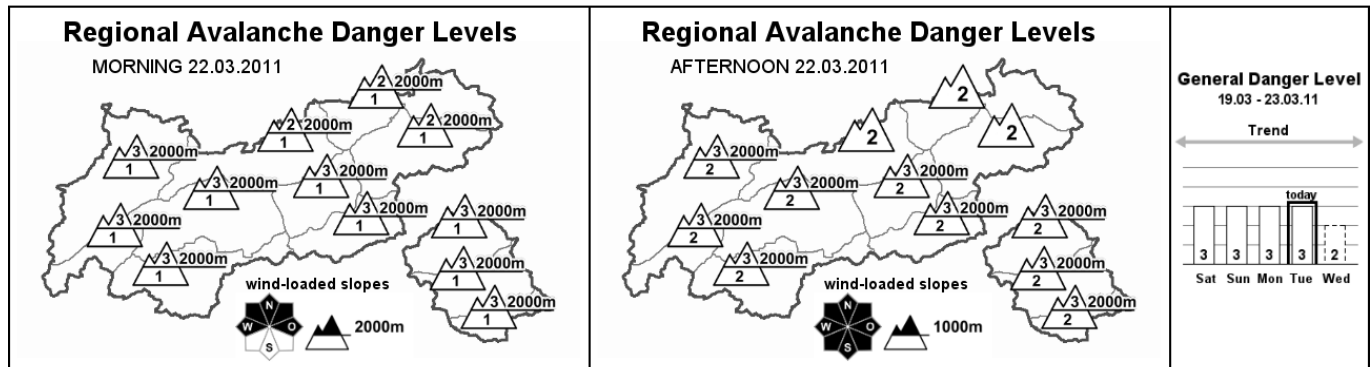 Regional Avalanche Danger Levels
MORNING 22.03.2011
2 2000m
1
2 2000m
1
2 2000m
1
3 2000m
1
3 2000m
1
3 2000m
1
3 2000m
1
3 2000m
1
3 2000m
1
3 2000m
1
3 2000m
1
3 2000m
1
wind-loaded slopes
N
W O
S
2000m
Regional Avalanche Danger Levels
AFTERNOON 22.03.2011
2
2
2
3 2000m
2
3 2000m
2
3 2000m
2
3 2000m
2
3 2000m
2
3 2000m
2
3 2000m
2
3 2000m
2
3 2000m
2
wind-loaded slopes
N
W O
S
1000m
General Danger Level
19.03 - 23.03.11
Trend
today
3 3 3 3 2
Sat Sun Mon Tue Wed